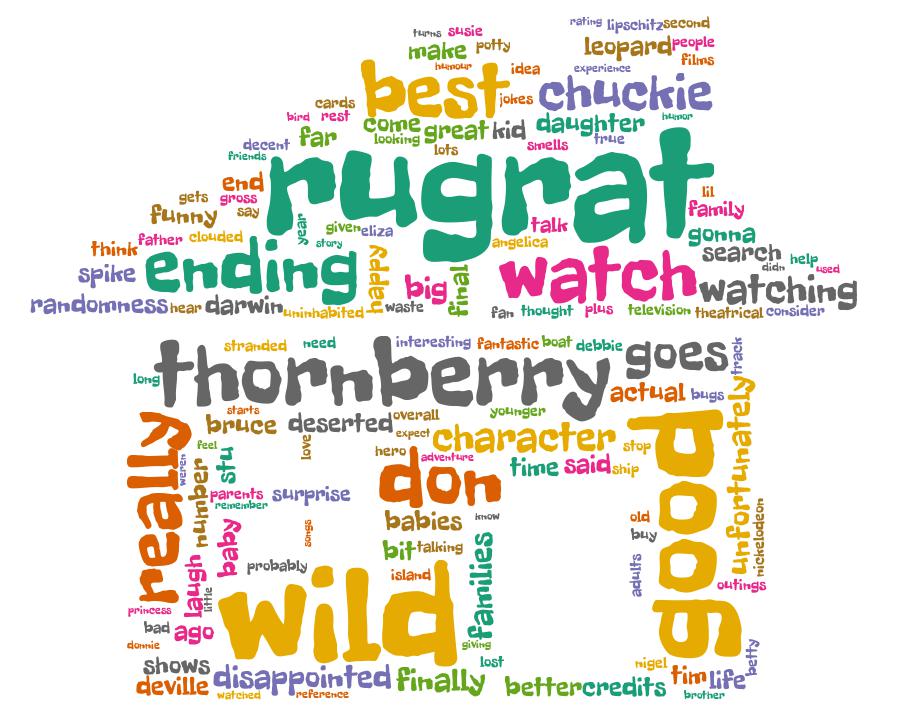 rating lipschitz second
turns susie
make potty leopard people
humour idea films
best experience
cards jokes chuckie
bird rest come great kid daughter humor
far looking true
decent lots smells
friends rugrat
end lil
gets gross family
funny say year given eliza talk gonna
think father clouded story angelica search
spike ending happy big final watch didn help used
watching
randomness hear darwin uninhabited waste fan thought plus television theatrical consider
stranded need interesting fantastic boat debbie goes track
long thornberry actual bugs
starts overall younger
bruce deserted character unfortunately
really feel love expect stop
weren stu hero adventure time said ship good
number parents surprise don
remember babies know old nickelodeon
baby songs bit talking families buy
laugh probably island adults outings
princess little wild
bad ago
donnie giving betty
shows lost nigel
deville disappointed finally better credits tim life
watched reference brother